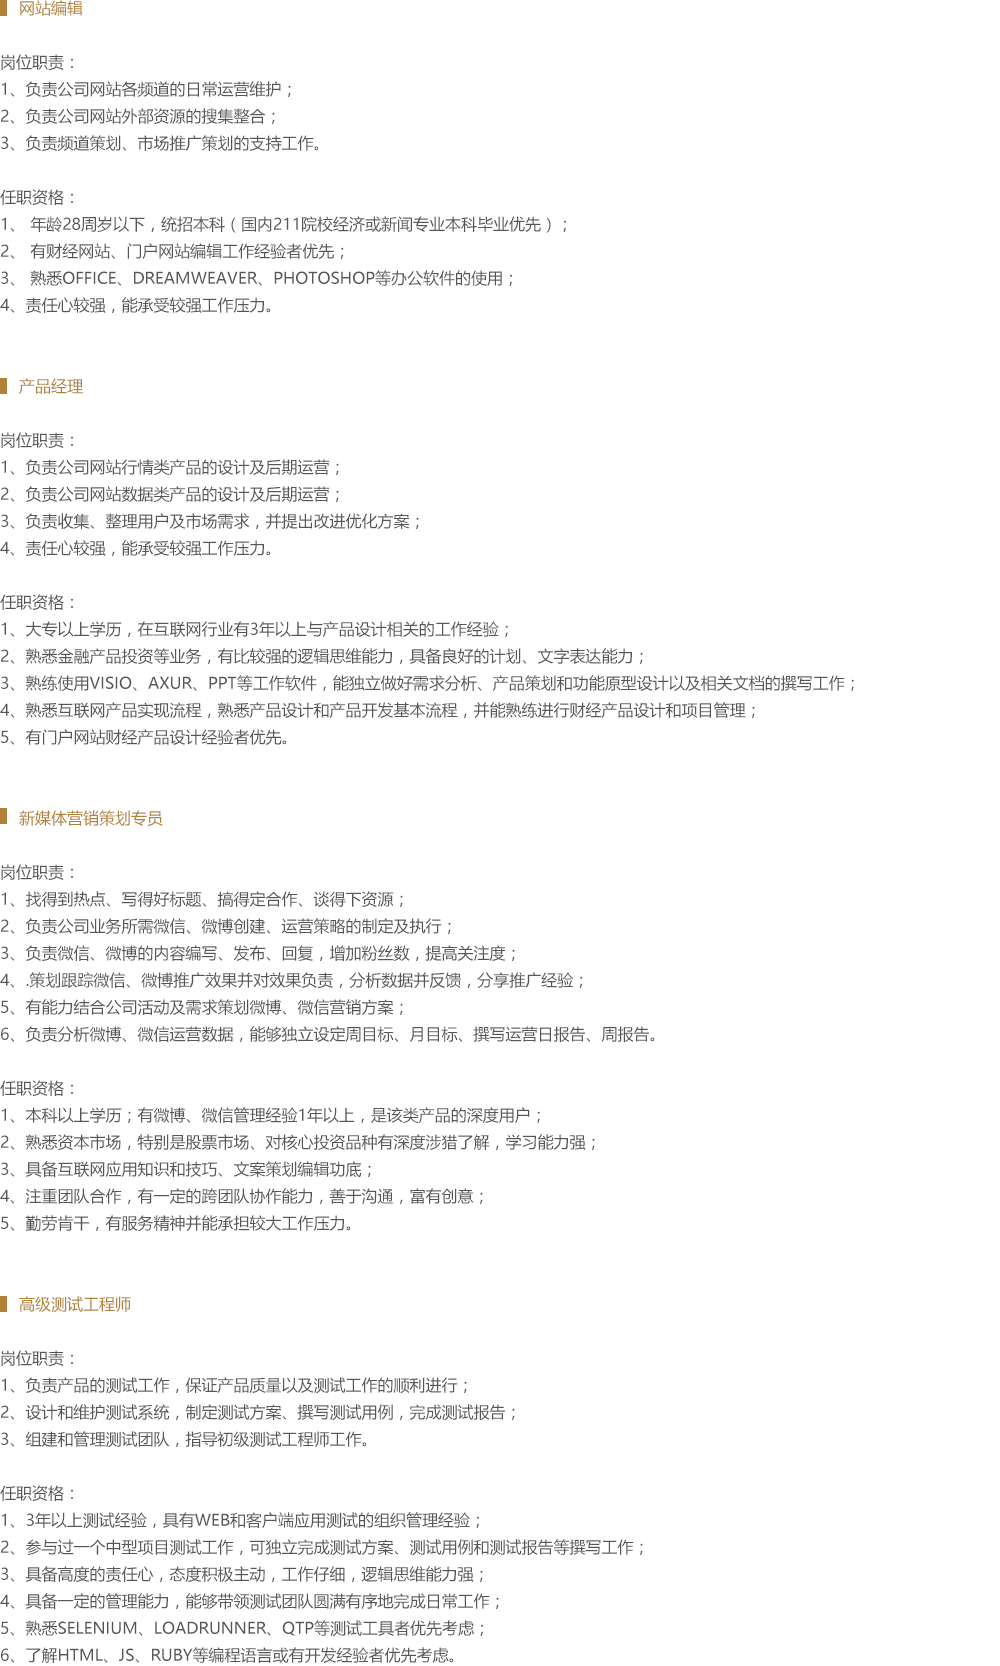 网站编辑
岗位职责：
1、负责公司网站各频道的日常运营维护；
2、负责公司网站外部资源的搜集整合；
3、负责频道策划、市场推广策划的支持工作。
任职资格：
1、 年龄28周岁以下，统招本科（国内211院校经济或新闻专业本科毕业优先）；
2、 有财经网站、门户网站编辑工作经验者优先；
3、 熟悉OFFICE、DREAMWEAVER、PHOTOSHOP等办公软件的使用；
4、责任心较强，能承受较强工作压力。
产品经理
岗位职责：
1、负责公司网站行情类产品的设计及后期运营；
2、负责公司网站数据类产品的设计及后期运营；
3、负责收集、整理用户及市场需求，并提出改进优化方案；
4、责任心较强，能承受较强工作压力。
任职资格：
1、大专以上学历，在互联网行业有3年以上与产品设计相关的工作经验；
2、熟悉金融产品投资等业务，有比较强的逻辑思维能力，具备良好的计划、文字表达能力；
3、熟练使用VISIO、AXUR、PPT等工作软件，能独立做好需求分析、产品策划和功能原型设计以及相关文档的撰写工作；
4、熟悉互联网产品实现流程，熟悉产品设计和产品开发基本流程，并能熟练进行财经产品设计和项目管理；
5、有门户网站财经产品设计经验者优先。
新媒体营销策划专员
岗位职责：
1、找得到热点、写得好标题、搞得定合作、谈得下资源；
2、负责公司业务所需微信、微博创建、运营策略的制定及执行；
3、负责微信、微博的内容编写、发布、回复，增加粉丝数，提高关注度；
4、.策划跟踪微信、微博推广效果并对效果负责，分析数据并反馈，分享推广经验；
5、有能力结合公司活动及需求策划微博、微信营销方案；
6、负责分析微博、微信运营数据，能够独立设定周目标、月目标、撰写运营日报告、周报告。
任职资格：
1、本科以上学历；有微博、微信管理经验1年以上，是该类产品的深度用户；
2、熟悉资本市场，特别是股票市场、对核心投资品种有深度涉猎了解，学习能力强；
3、具备互联网应用知识和技巧、文案策划编辑功底；
4、注重团队合作，有一定的跨团队协作能力，善于沟通，富有创意；
5、勤劳肯干，有服务精神并能承担较大工作压力。
高级测试工程师
岗位职责：
1、负责产品的测试工作，保证产品质量以及测试工作的顺利进行；
2、设计和维护测试系统，制定测试方案、撰写测试用例，完成测试报告；
3、组建和管理测试团队，指导初级测试工程师工作。
任职资格：
1、3年以上测试经验，具有WEB和客户端应用测试的组织管理经验；
2、参与过一个中型项目测试工作，可独立完成测试方案、测试用例和测试报告等撰写工作；
3、具备高度的责任心，态度积极主动，工作仔细，逻辑思维能力强；
4、具备一定的管理能力，能够带领测试团队圆满有序地完成日常工作；
5、熟悉SELENIUM、LOADRUNNER、QTP等测试工具者优先考虑；
6、了解HTML、JS、RUBY等编程语言或有开发经验者优先考虑。